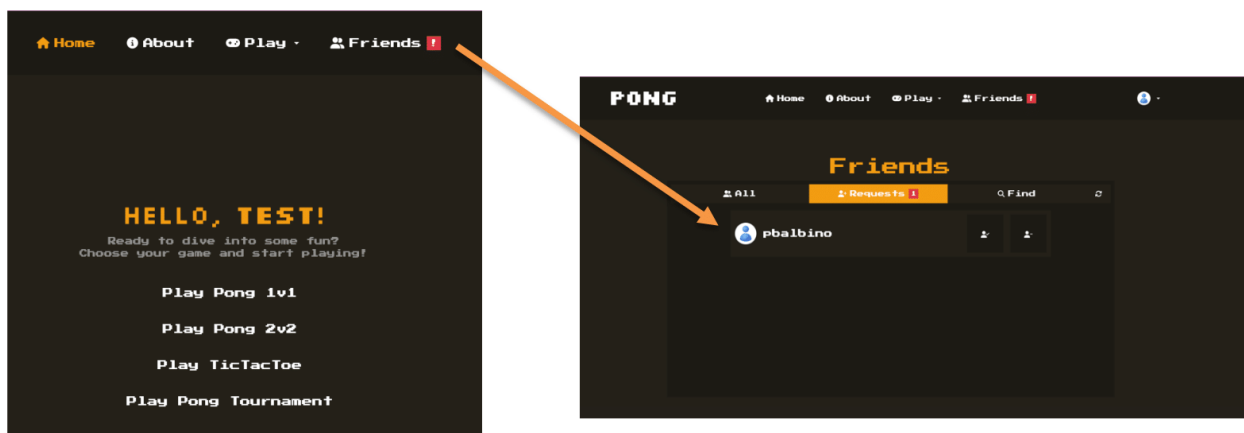 Home About Play Friends !
HELLO, TEST!
Ready to dive into some fun?
Choose your game and start playing!
Play Pong 1v1
Play Pong 2v2
Play TicTacToe
Play Pong Tournament
PONG Home About Play Friends !
Friends
All Requests 1 Find
pbalbino